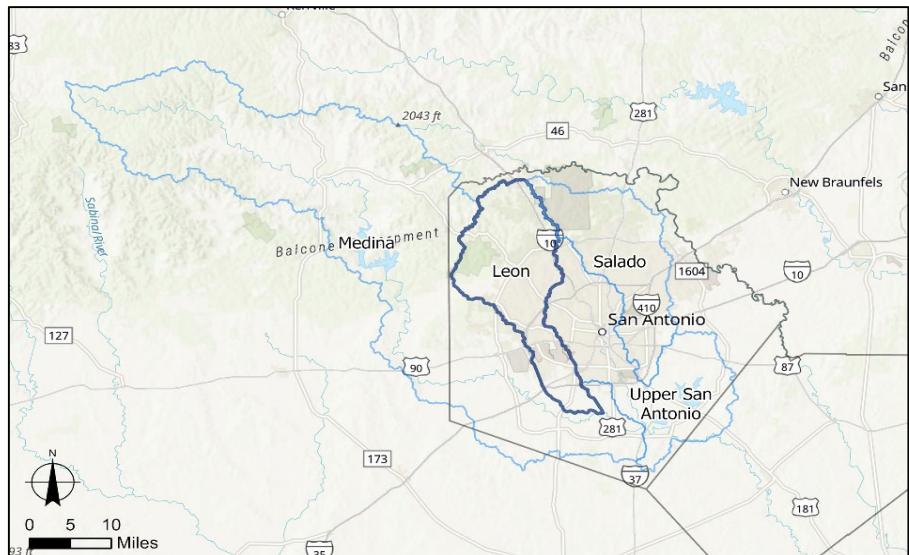 83
2043 ft
46
281
San
New Braunfels
Sabinal River
Balcones Escarpment
Medina
10
Leon
Salado
1604
10
410
San Antonio
127
90
87
Upper San
Antonio
281
173
37
181
N
0 5 10
Miles
35